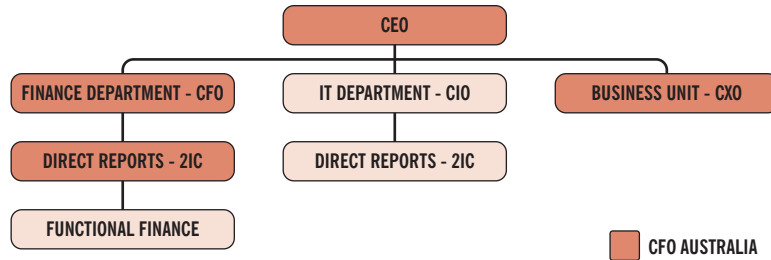 CEO
FINANCE DEPARTMENT - CFO
IT DEPARTMENT - CIO
BUSINESS UNIT - CXO
DIRECT REPORTS - 2IC
DIRECT REPORTS - 2IC
FUNCTIONAL FINANCE
CFO AUSTRALIA